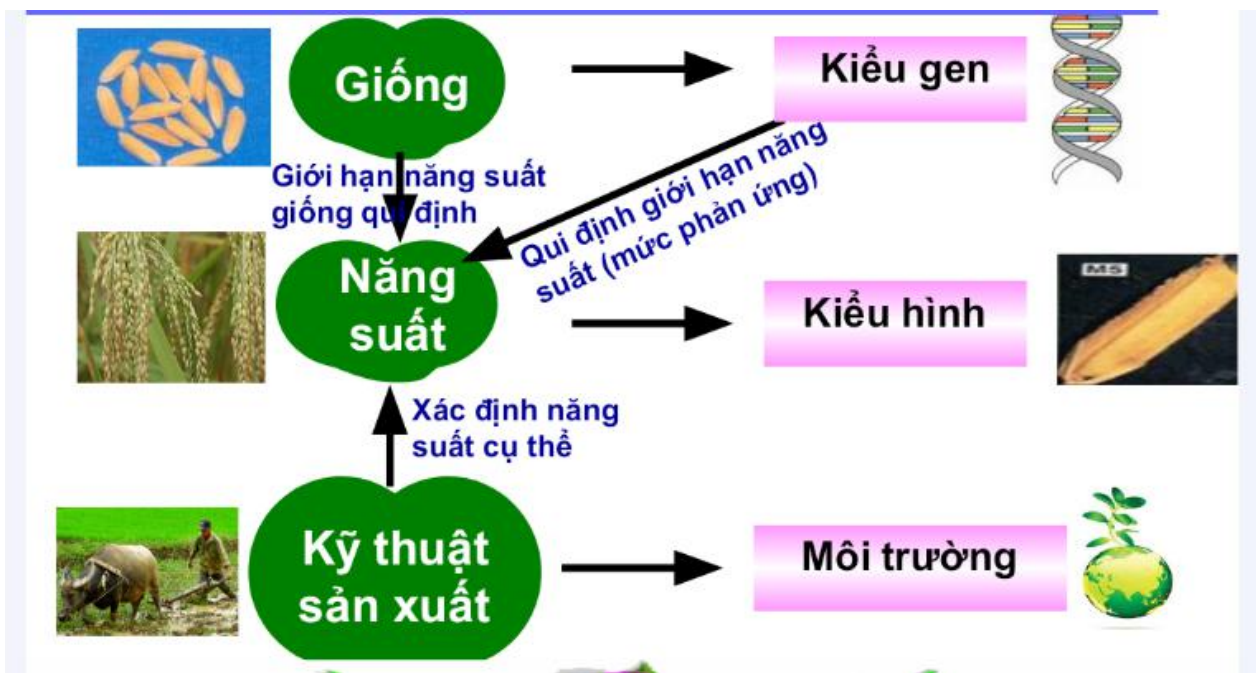 Giống
Kiểu gen
Giới hạn năng suất
giống qui định
Qui định giới hạn năng
suất (mức phản ứng)
Năng
suất
Kiểu hình
M5
Xác định năng
suất cụ thể
Kỹ thuật
sản xuất
Môi trường